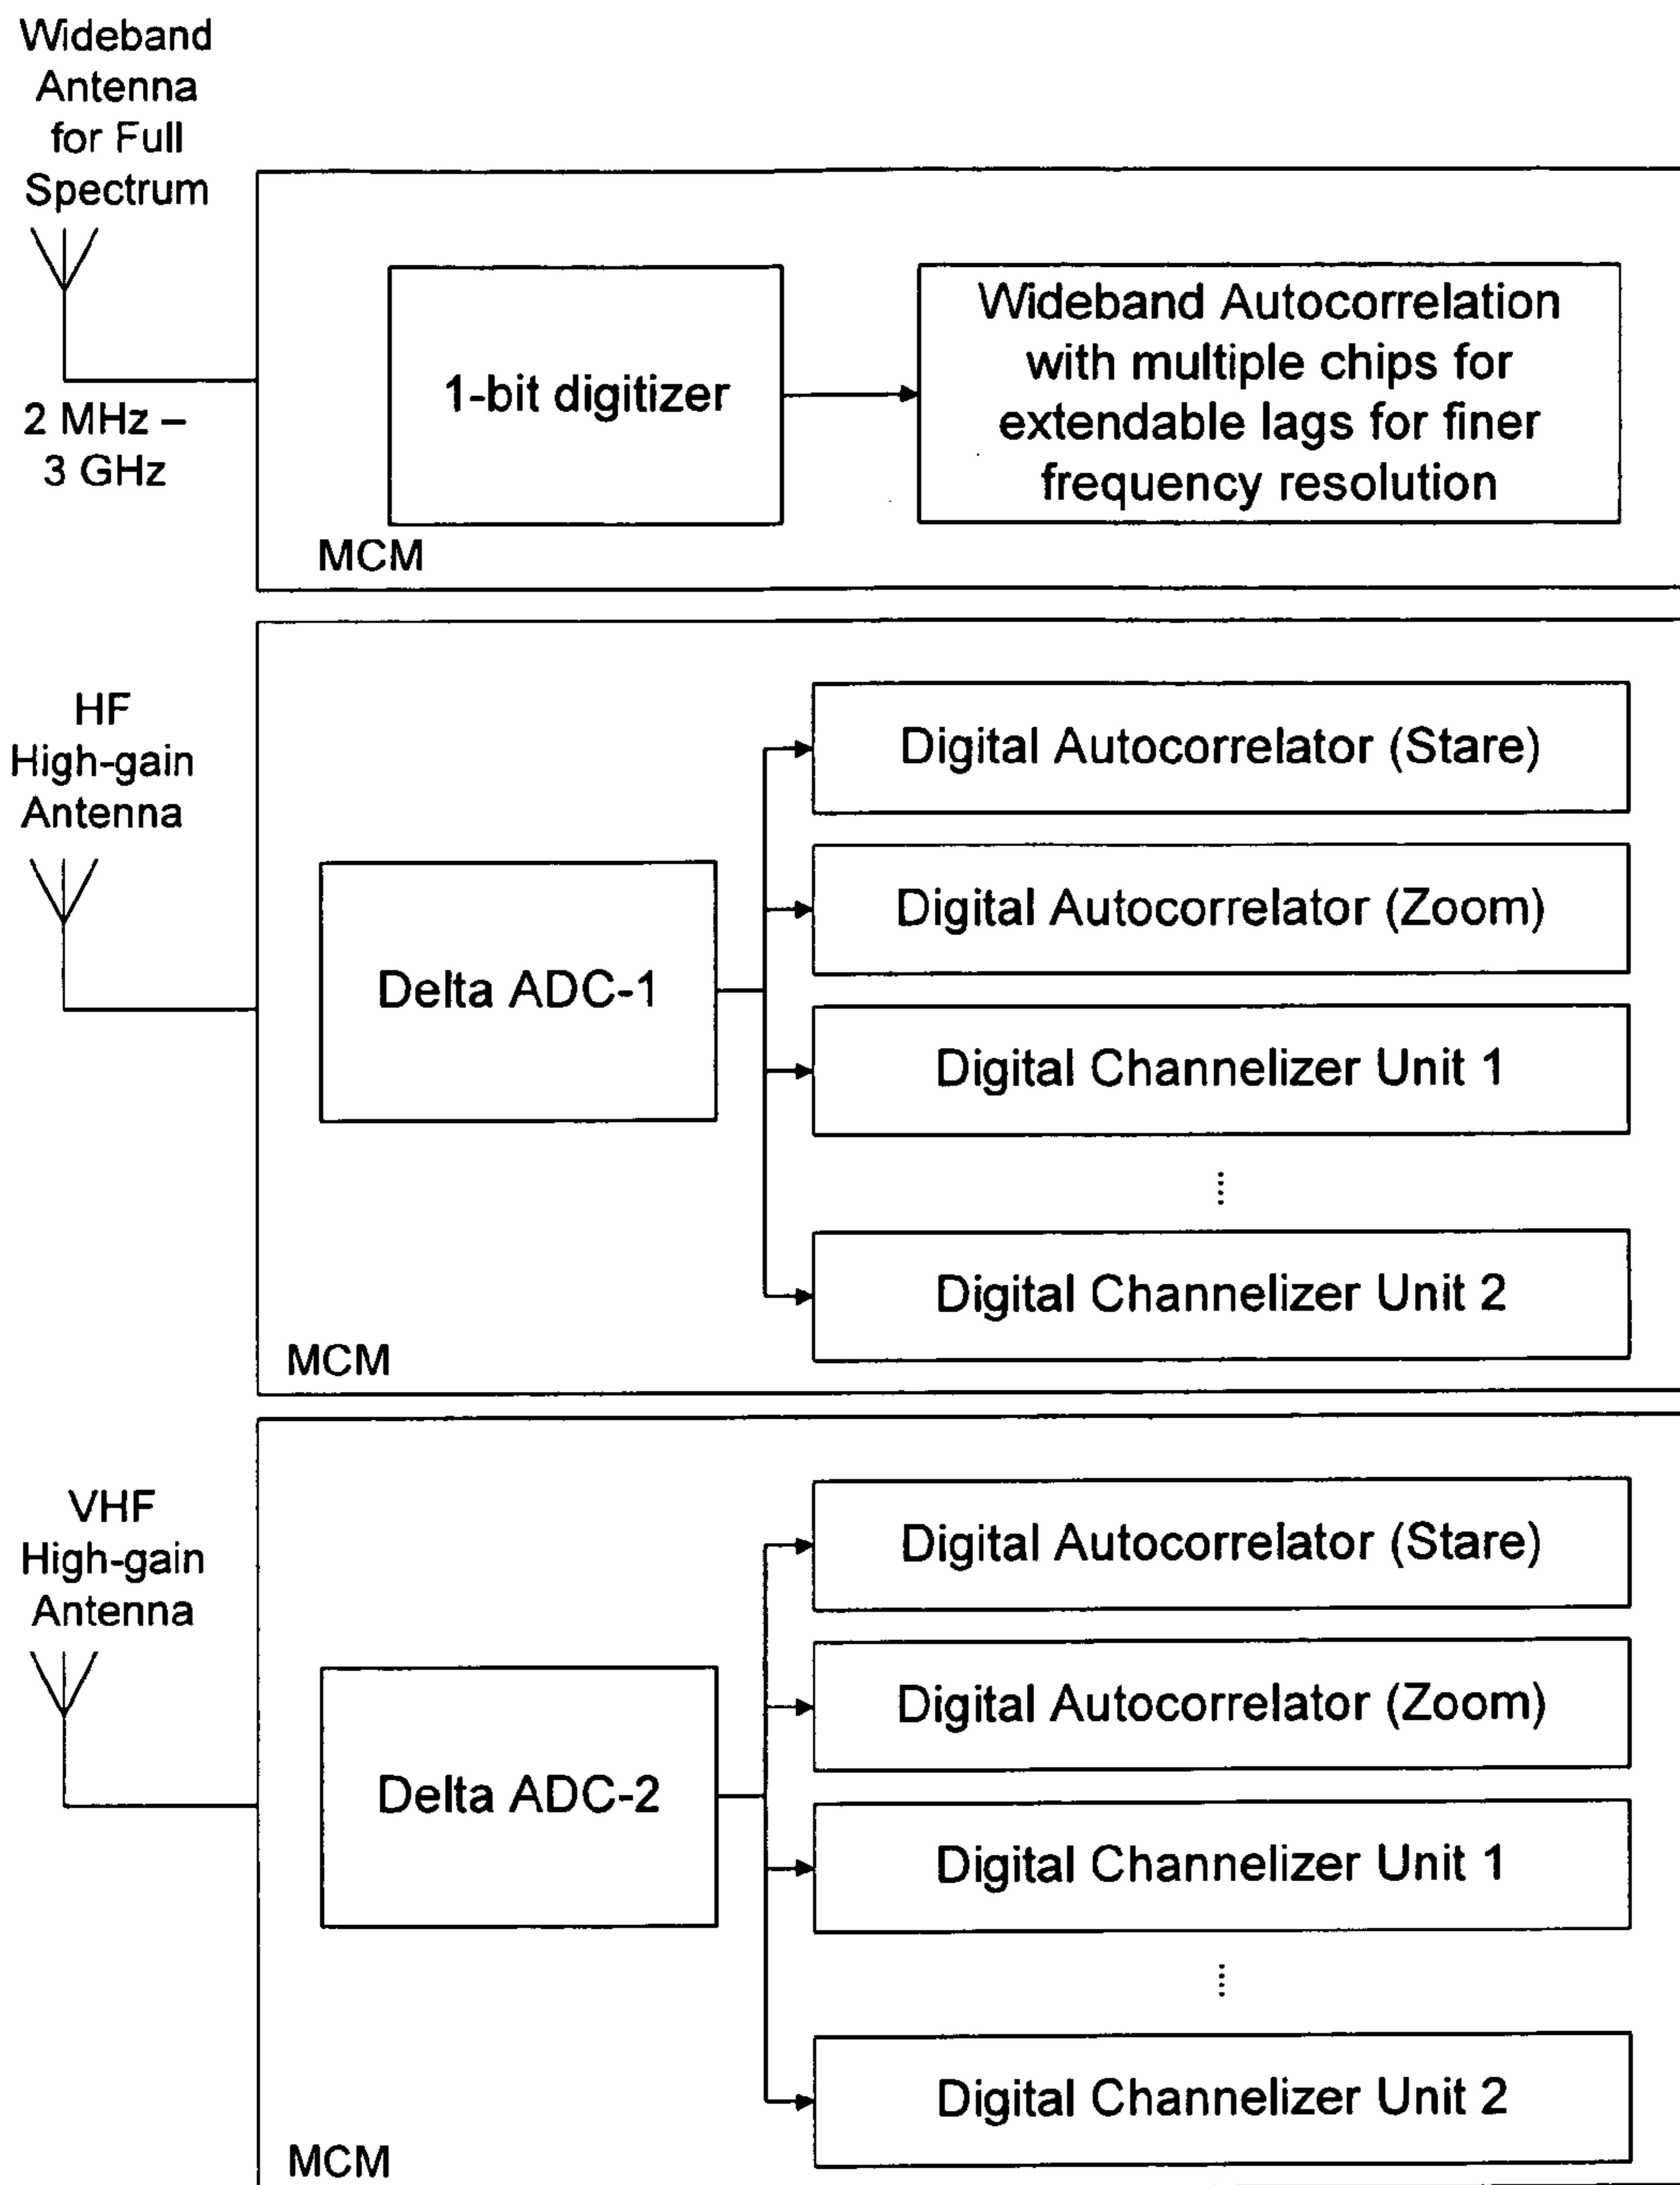 Wideband
Antenna
for Full
Spectrum
2 MHz –
3 GHz
1-bit digitizer
Wideband Autocorrelation
with multiple chips for
extendable lags for finer
frequency resolution
MCM
HF
High-gain
Antenna
Delta ADC-1
Digital Autocorrelator (Stare)
Digital Autocorrelator (Zoom)
Digital Channelizer Unit 1
Digital Channelizer Unit 2
MCM
VHF
High-gain
Antenna
Delta ADC-2
Digital Autocorrelator (Stare)
Digital Autocorrelator (Zoom)
Digital Channelizer Unit 1
Digital Channelizer Unit 2
MCM